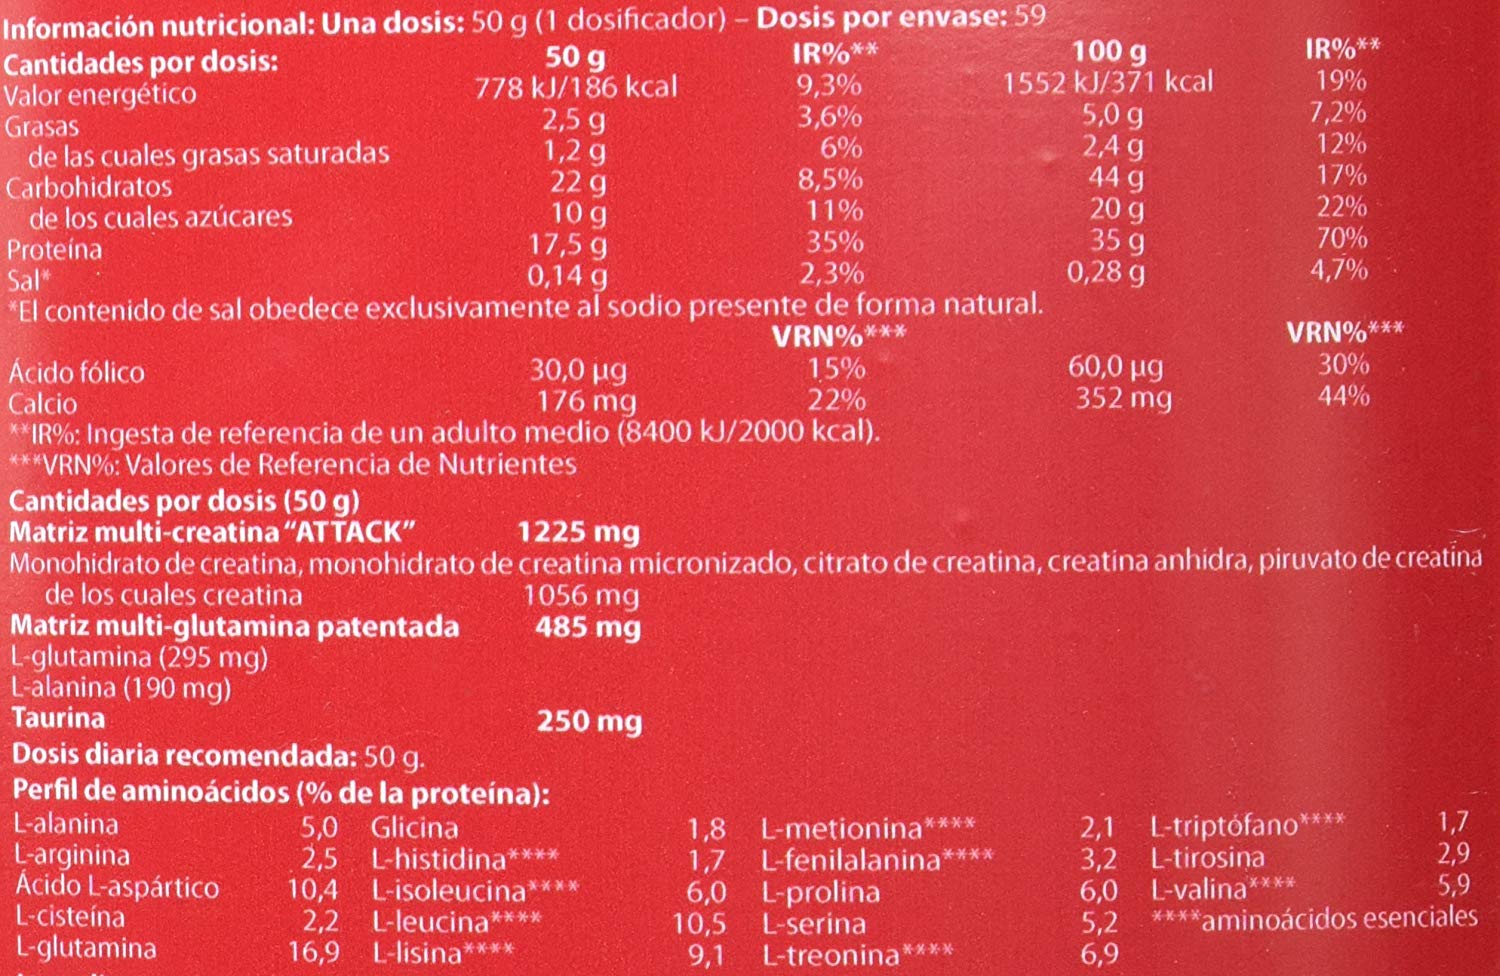 Información nutricional: Una dosis: 50 g (1 dosificador) – Dosis por envase: 59
Cantidades por dosis: 50 g IR%** 100 g IR%**
Valor energético 778 kJ/186 kcal 9,3% 1552 kJ/371 kcal 19%
Grasas 2,5 g 3,6% 5,0 g 7,2%
de las cuales grasas saturadas 1,2 g 6% 2,4 g 12%
Carbohidratos 22 g 8,5% 44 g 17%
de los cuales azúcares 10 g 11% 20 g 22%
Proteína 17,5 g 35% 35 g 70%
Sal* 0,14 g 2,3% 0,28 g 4,7%
*El contenido de sal obedece exclusivamente al sodio presente de forma natural.
VRN%*** VRN%***
Ácido fólico 30,0 µg 15% 60,0 µg 30%
Calcio 176 mg 22% 352 mg 44%
**IR%: Ingesta de referencia de un adulto medio (8400 kJ/2000 kcal).
***VRN%: Valores de Referencia de Nutrientes
Cantidades por dosis (50 g)
Matriz multi-creatina “ATTACK” 1225 mg
Monohidrato de creatina, monohidrato de creatina micronizado, citrato de creatina, creatina anhidra, piruvato de creatina
de los cuales creatina 1056 mg
Matriz multi-glutamina patentada 485 mg
L-glutamina (295 mg)
L-alanina (190 mg)
Taurina 250 mg
Dosis diaria recomendada: 50 g.
Perfil de aminoácidos (% de la proteína):
L-alanina 5,0 Glicina 1,8 L-metionina**** 2,1 L-triptófano**** 1,7
L-arginina 2,5 L-histidina**** 1,7 L-fenilalanina**** 3,2 L-tirosina 2,9
Ácido L-aspártico 10,4 L-isoleucina**** 6,0 L-prolina 6,0 L-valina**** 5,9
L-cisteína 2,2 L-leucina**** 10,5 L-serina 5,2 ****aminoácidos esenciales
L-glutamina 16,9 L-lisina**** 9,1 L-treonina**** 6,9